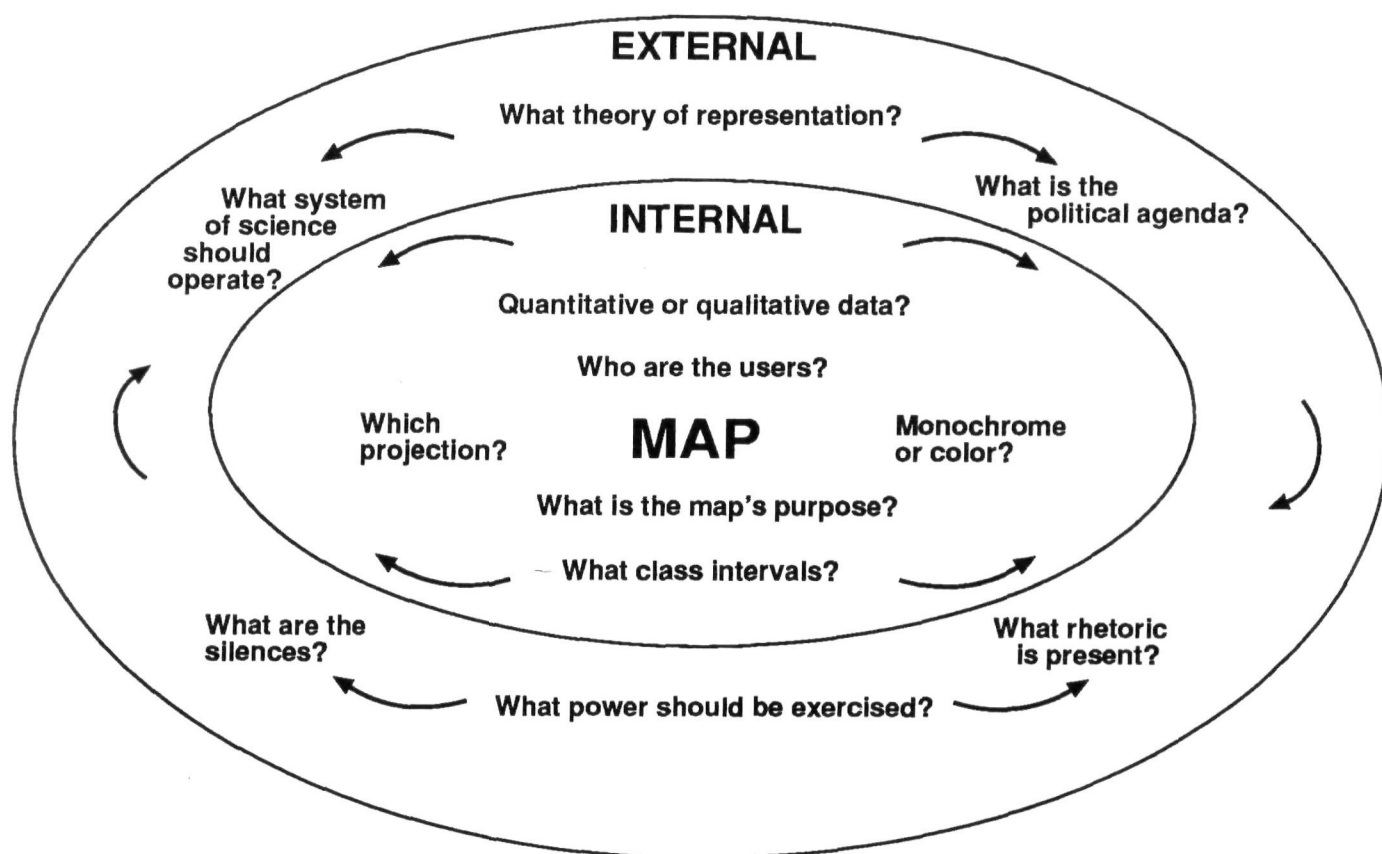 EXTERNAL
What theory of representation?
What system
of science
should
operate?
What is the
political agenda?
INTERNAL
Quantitative or qualitative data?
Who are the users?
Which
projection?
MAP
Monochrome
or color?
What is the map's purpose?
What class intervals?
What are the
silences?
What rhetoric
is present?
What power should be exercised?